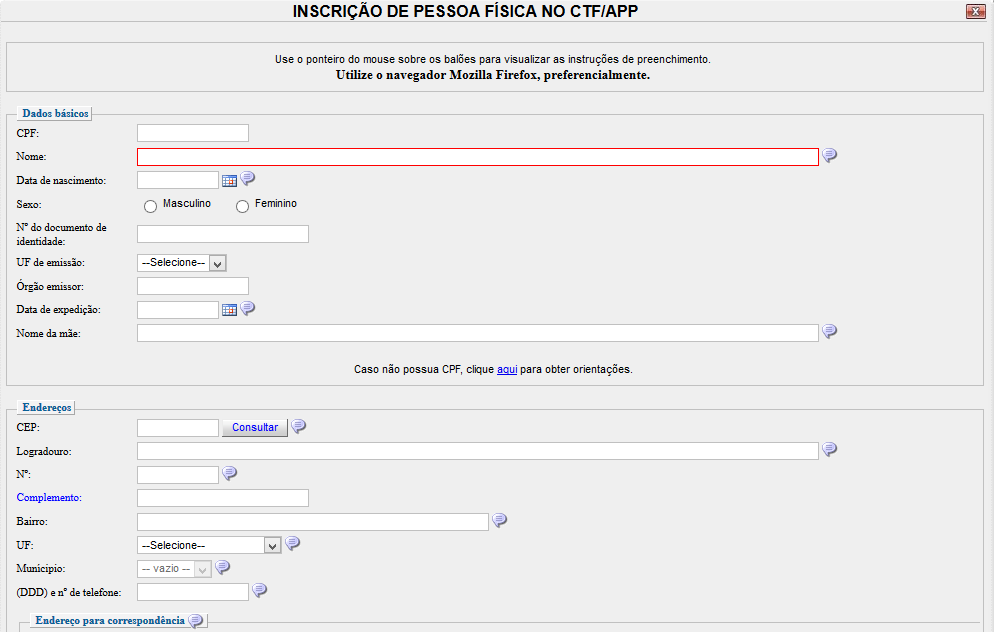 INSCRIÇÃO DE PESSOA FÍSICA NO CTF/APP
X
Use o ponteiro do mouse sobre os balões para visualizar as instruções de preenchimento.
Utilize o navegador Mozilla Firefox, preferencialmente.
Dados básicos
CPF:
Nome:
Data de nascimento:
Sexo: Masculino Feminino
Nº do documento de
identidade:
UF de emissão: --Selecione--
Órgão emissor:
Data de expedição:
Nome da mãe:
Caso não possua CPF, clique aqui para obter orientações.
Endereços
CEP: Consultar
Logradouro:
Nº:
Complemento:
Bairro:
UF: --Selecione--
Municipio: -- vazio --
(DDD) e nº de telefone:
Endereço para correspondência